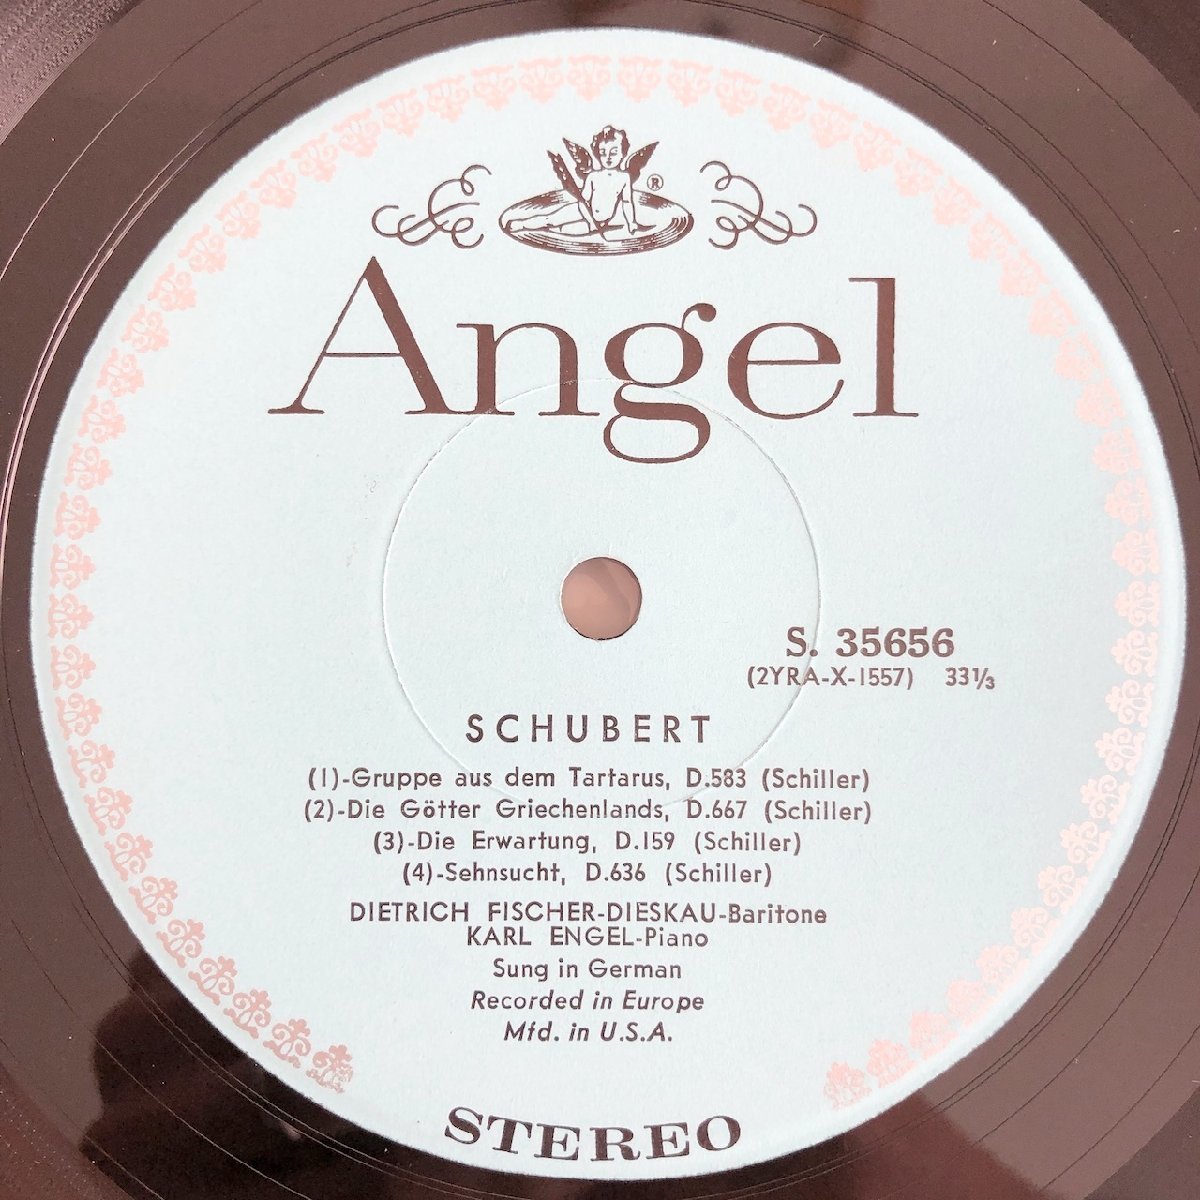 ®
Angel
S. 35656
(2YRA-X-1557) 33⅓
SCHUBERT
(1)-Gruppe aus dem Tartarus, D.583 (Schiller)
(2)-Die Götter Griechenlands, D.667 (Schiller)
(3)-Die Erwartung, D.159 (Schiller)
(4)-Sehnsucht, D.636 (Schiller)
DIETRICH FISCHER-DIESKAU-Baritone
KARL ENGEL-Piano
Sung in German
Recorded in Europe
Mfd. in U.S.A.
STEREO